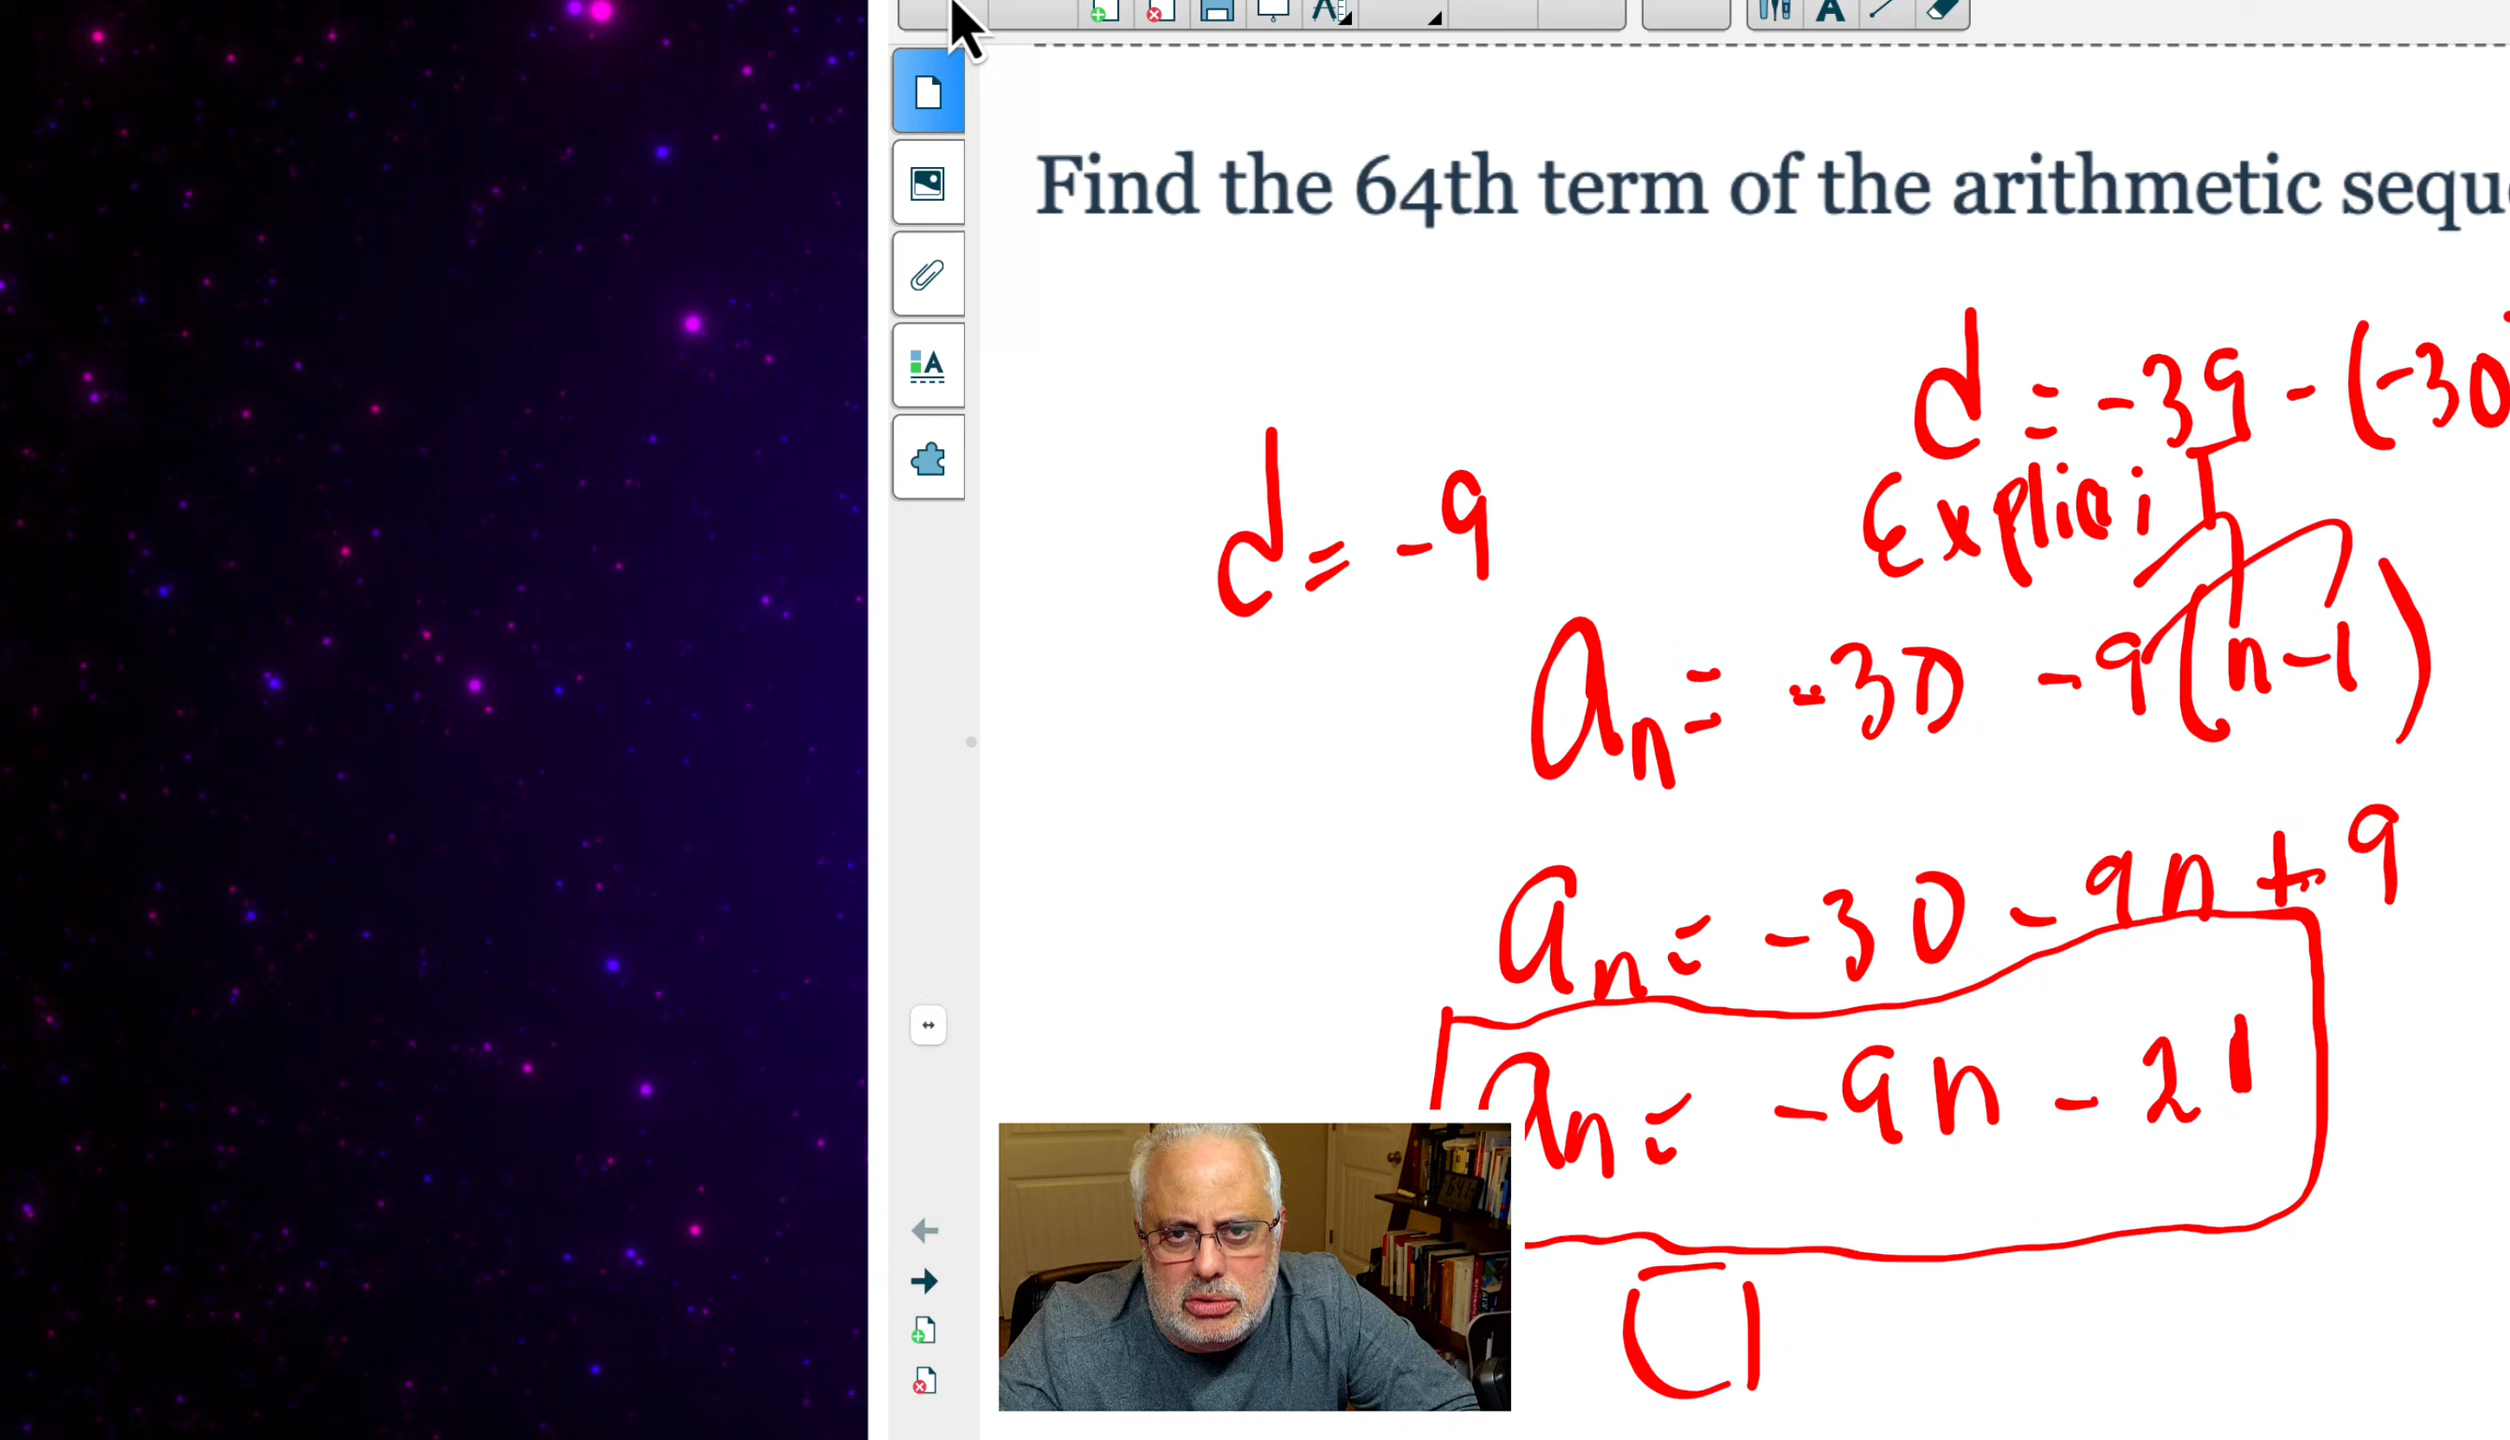 Find the 64th term of the arithmetic sequ
d = -39 - (-30)
d = -9
Explicit
an = -30 -9(n-1)
an = -30 - 9n + 9
an = -9n - 21
a